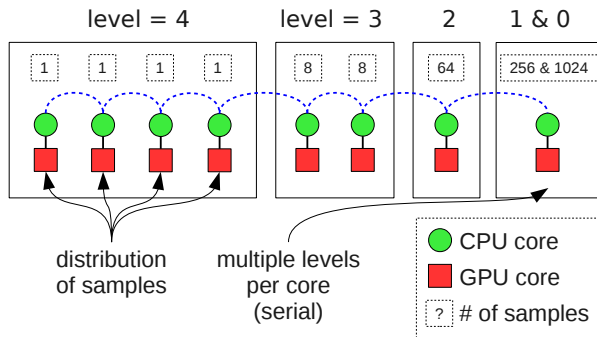 level = 4 level = 3 2 1 & 0
1 1 1 1 8 8 64 256 & 1024
distribution
of samples
multiple levels
per core
(serial)
CPU core
GPU core
? # of samples